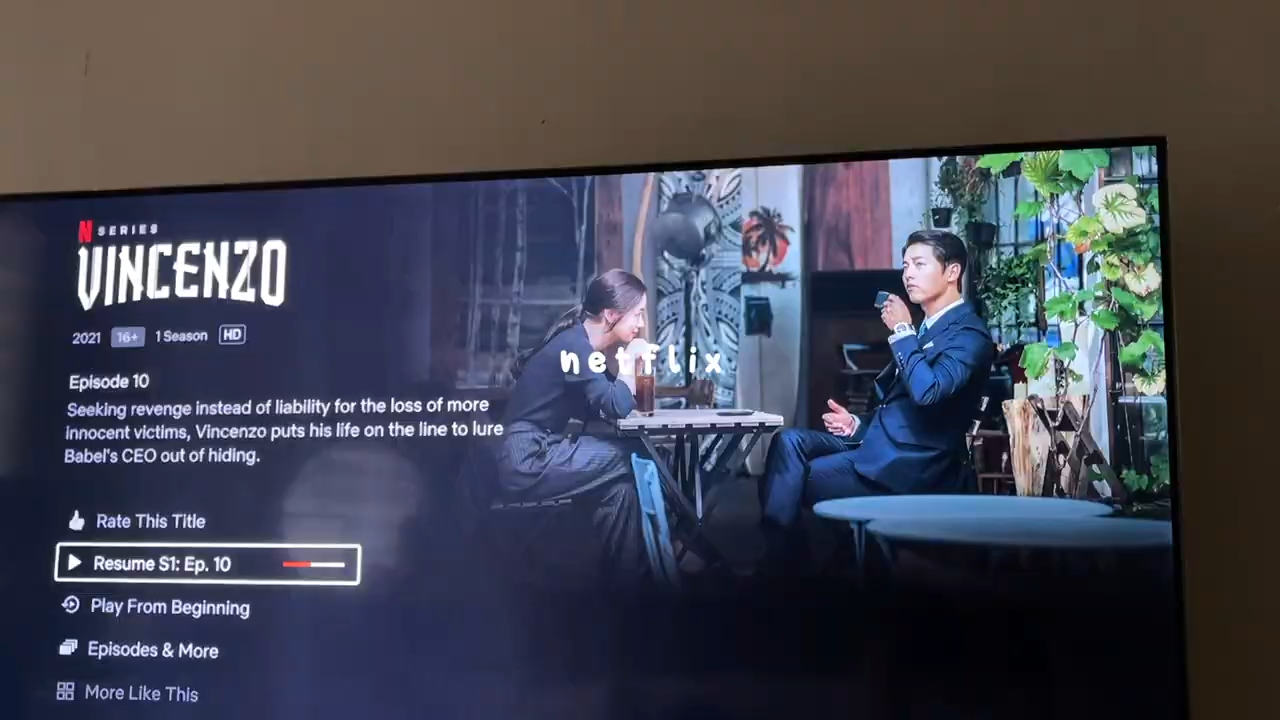 N SERIES
VINCENZO
2021 16+ 1 Season HD
Episode 10
Seeking revenge instead of liability for the loss of more
innocent victims, Vincenzo puts his life on the line to lure
Babel's CEO out of hiding.
netflix
Rate This Title
Resume S1: Ep. 10
Play From Beginning
Episodes & More
More Like This